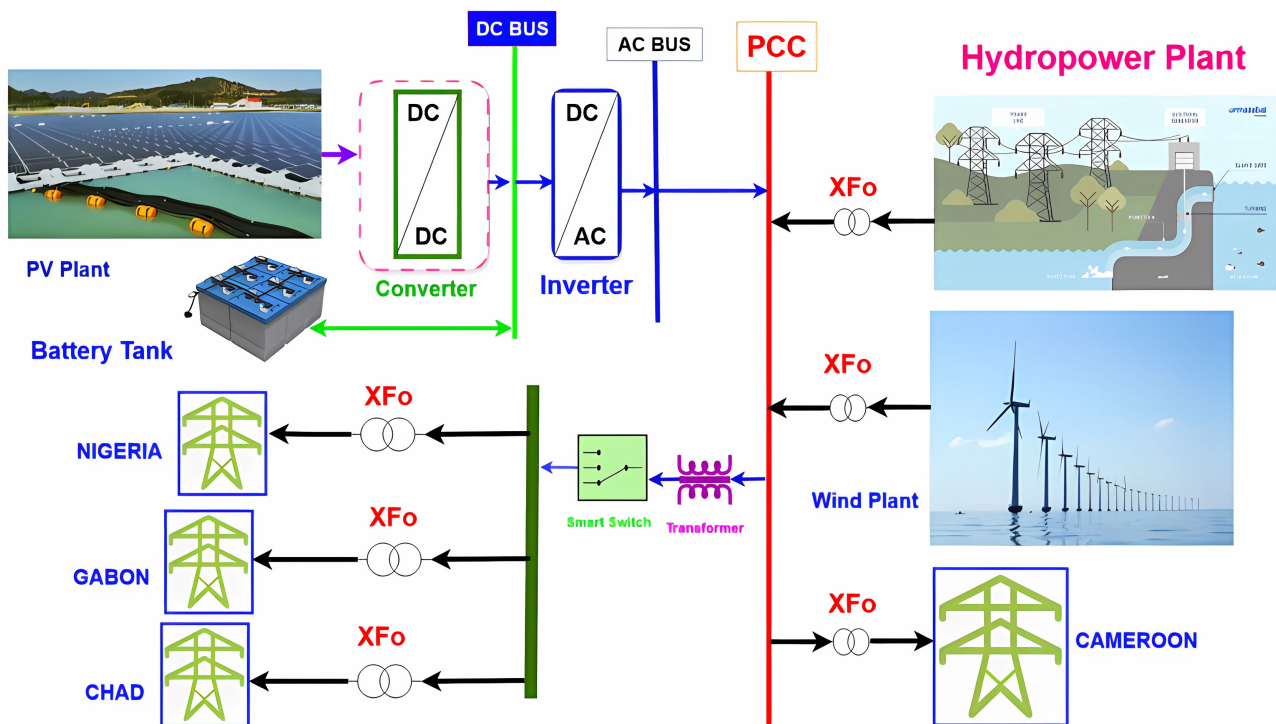 DC BUS
AC BUS
PCC
Hydropower Plant
DC
DC
Converter
DC
AC
Inverter
PV Plant
Battery Tank
XFo
XFo
Wind Plant
XFo
CAMEROON
Transformer
Smart Switch
XFo
NIGERIA
XFo
GABON
XFo
CHAD